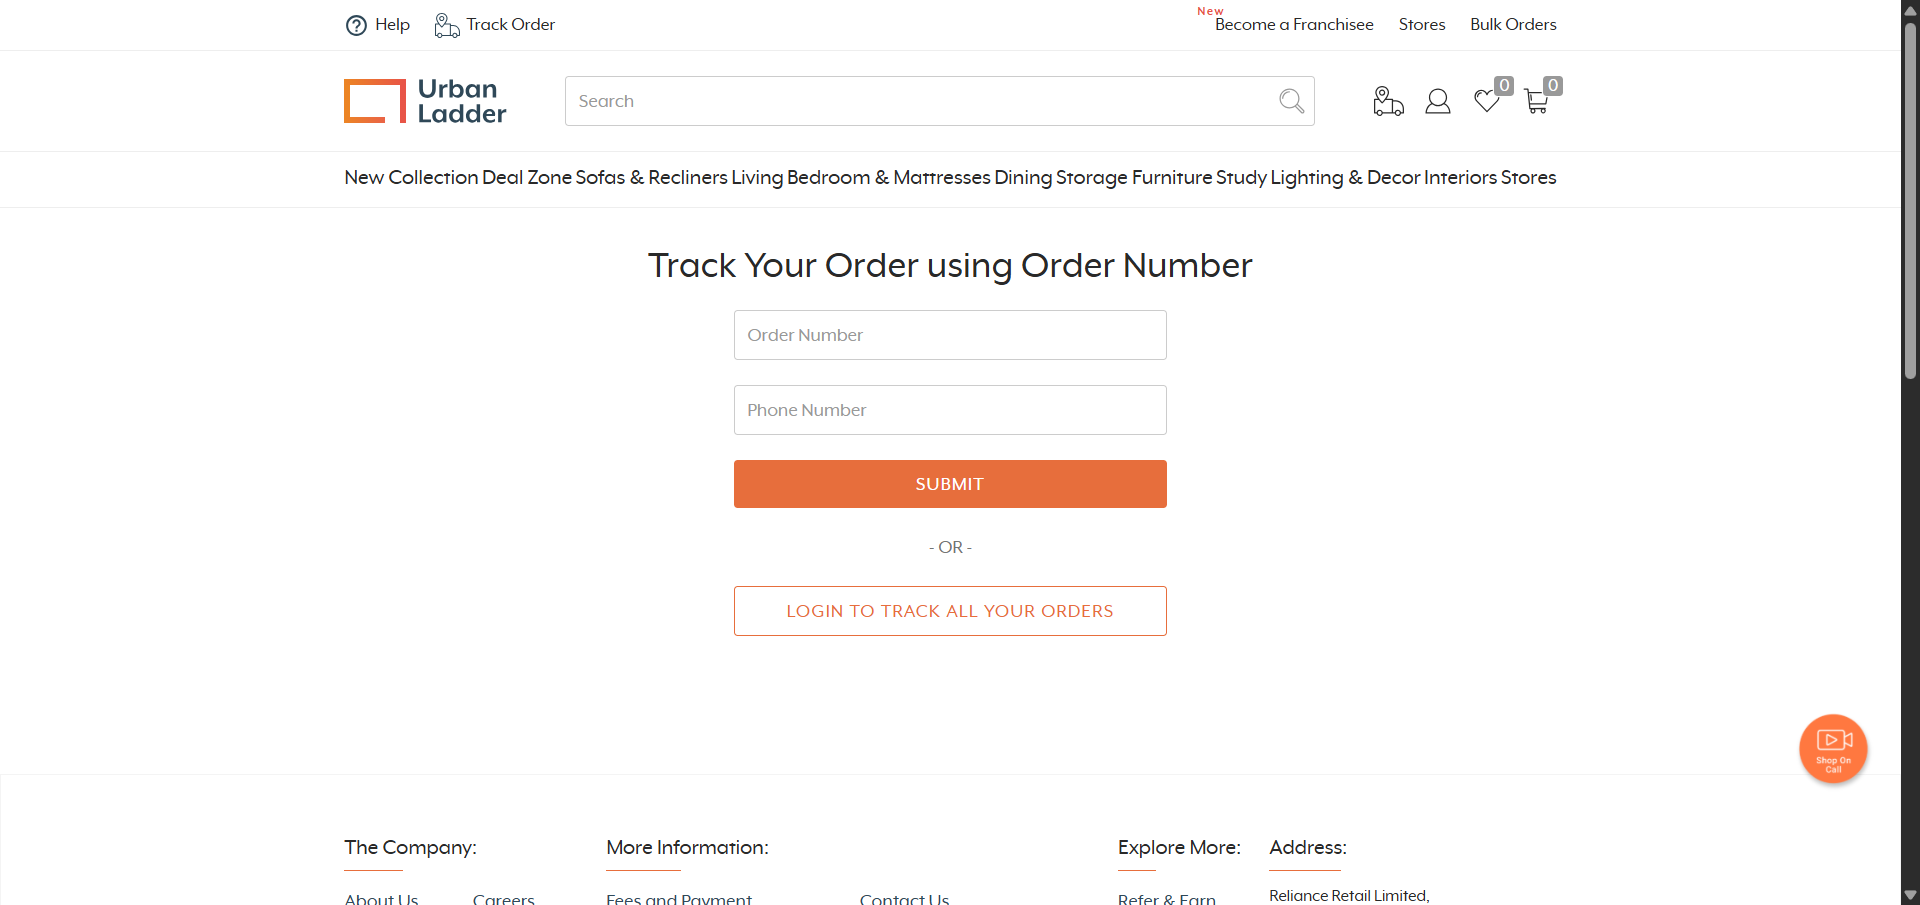 Help
Track Order
New
Become a Franchisee
Stores
Bulk Orders
Urban
Ladder
Search
0
0
New Collection Deal Zone Sofas & Recliners Living Bedroom & Mattresses Dining Storage Furniture Study Lighting & Decor Interiors Stores
Track Your Order using Order Number
Order Number
Phone Number
SUBMIT
- OR -
LOGIN TO TRACK ALL YOUR ORDERS
Shop On
Call
The Company:
More Information:
Explore More:
Address:
About Us
Careers
Fees and Payment
Contact Us
Refer & Earn
Reliance Retail Limited,